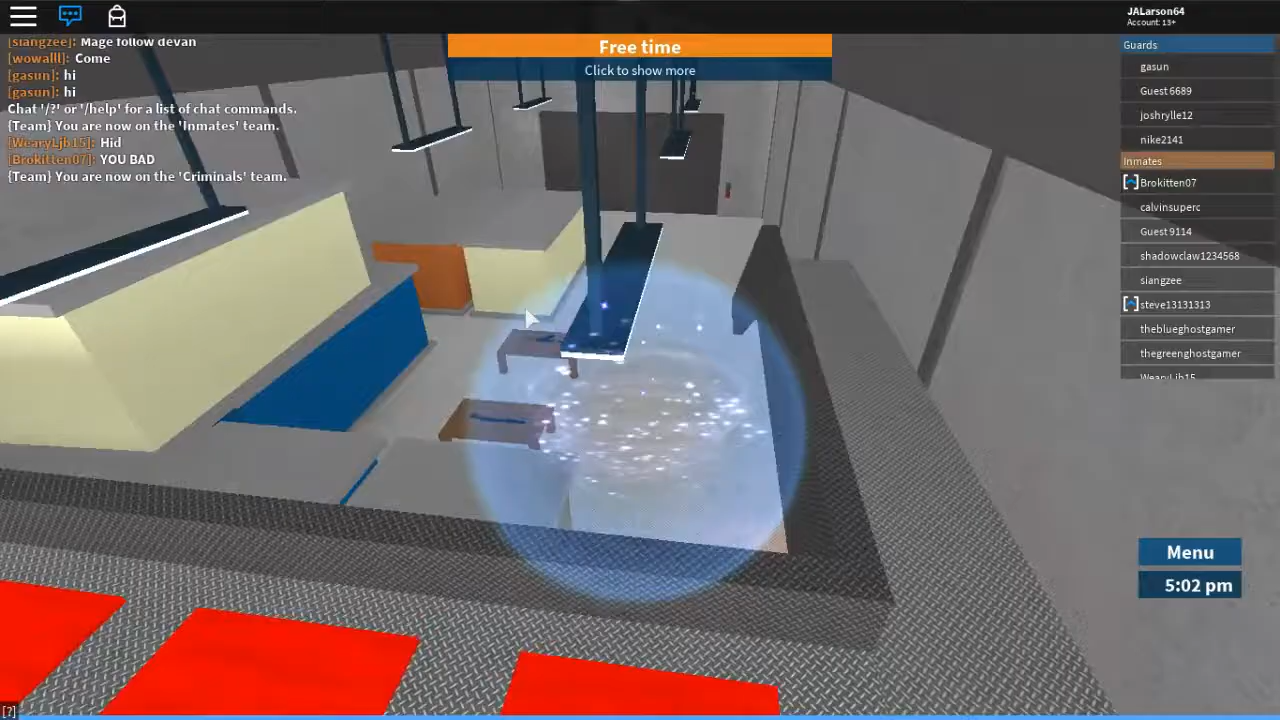 [siangzee]: Mage follow devan
[wowalll]: Come
[gasun]: hi
[gasun]: hi
Chat '/?' or '/help' for a list of chat commands.
{Team} You are now on the 'Inmates' team.
[WearyLjb15]: Hid
[Brokitten07]: YOU BAD
{Team} You are now on the 'Criminals' team.
Free time
Click to show more
JALarson64
Account: 13+
Guards
gasun
Guest 6689
joshrylle12
nike2141
Inmates
Brokitten07
calvinsuperc
Guest 9114
shadowclaw1234568
siangzee
steve13131313
theblueghostgamer
thegreenghostgamer
WearyLjb15
Menu
5:02 pm
[?]